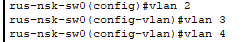 rus-nsk-sw0(config)#vlan 2
rus-nsk-sw0(config-vlan)#vlan 3
rus-nsk-sw0(config-vlan)#vlan 4